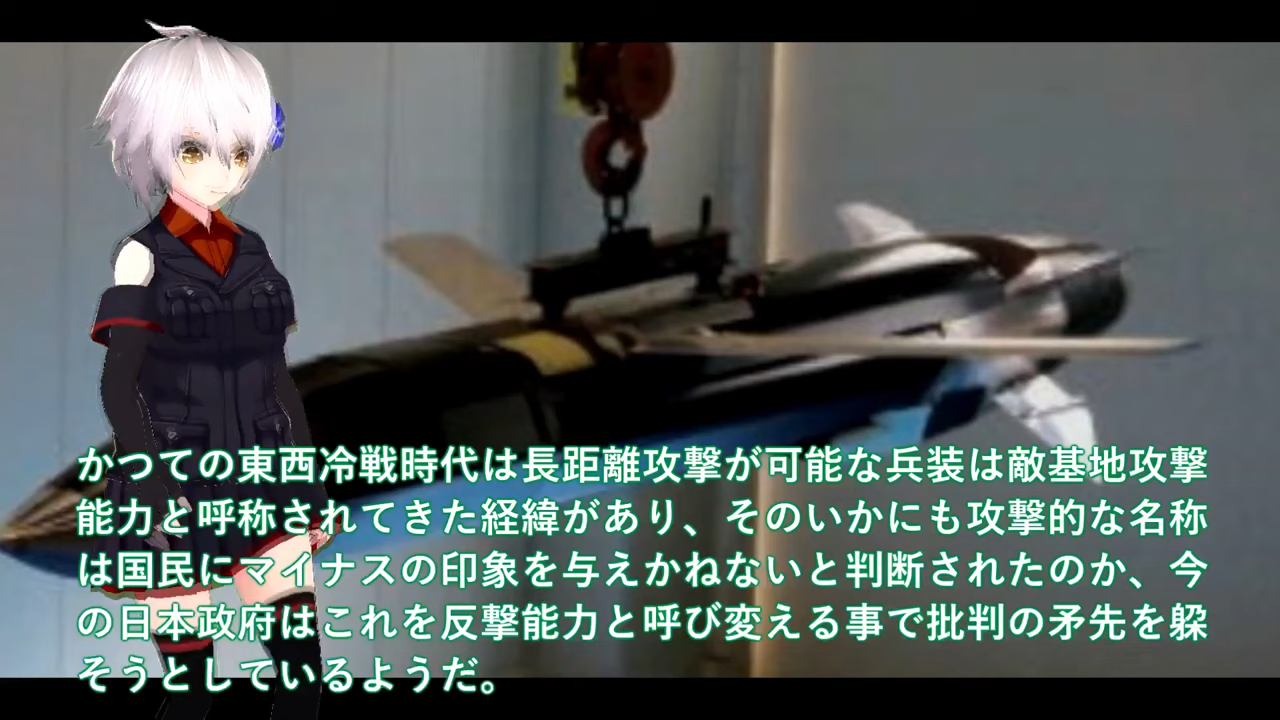 かつての東西冷戦時代は長距離攻撃が可能な兵装は敵基地攻撃
能力と呼称されてきた経緯があり、そのいかにも攻撃的な名称
は国民にマイナスの印象を与えかねないと判断されたのか、今
の日本政府はこれを反撃能力と呼び変える事で批判の矛先を躱
そうとしているようだ。